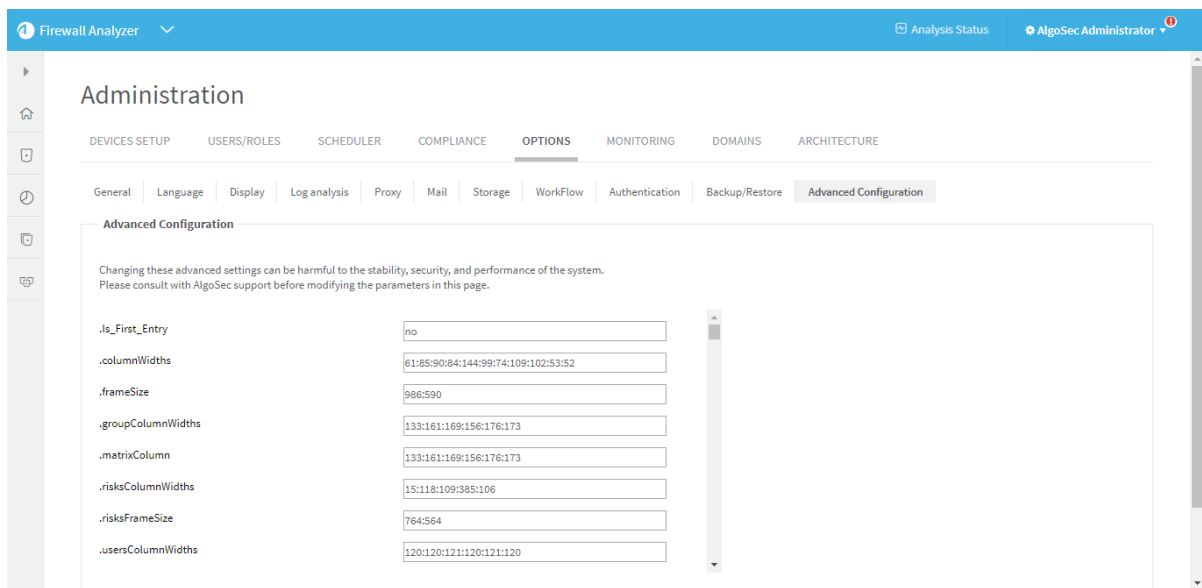 Firewall Analyzer
Analysis Status
AlgoSec Administrator
Administration
DEVICES SETUP USERS/ROLES SCHEDULER COMPLIANCE OPTIONS MONITORING DOMAINS ARCHITECTURE
General Language Display Log analysis Proxy Mail Storage WorkFlow Authentication Backup/Restore Advanced Configuration
Advanced Configuration
Changing these advanced settings can be harmful to the stability, security, and performance of the system.
Please consult with AlgoSec support before modifying the parameters in this page.
.Is_First_Entry no
.columnWidths 61:85:90:84:144:99:74:109:102:53:52
.frameSize 986:590
.groupColumnWidths 133:161:169:156:176:173
.matrixColumn 133:161:169:156:176:173
.risksColumnWidths 15:118:109:385:106
.risksFrameSize 764:564
.usersColumnWidths 120:120:121:120:121:120